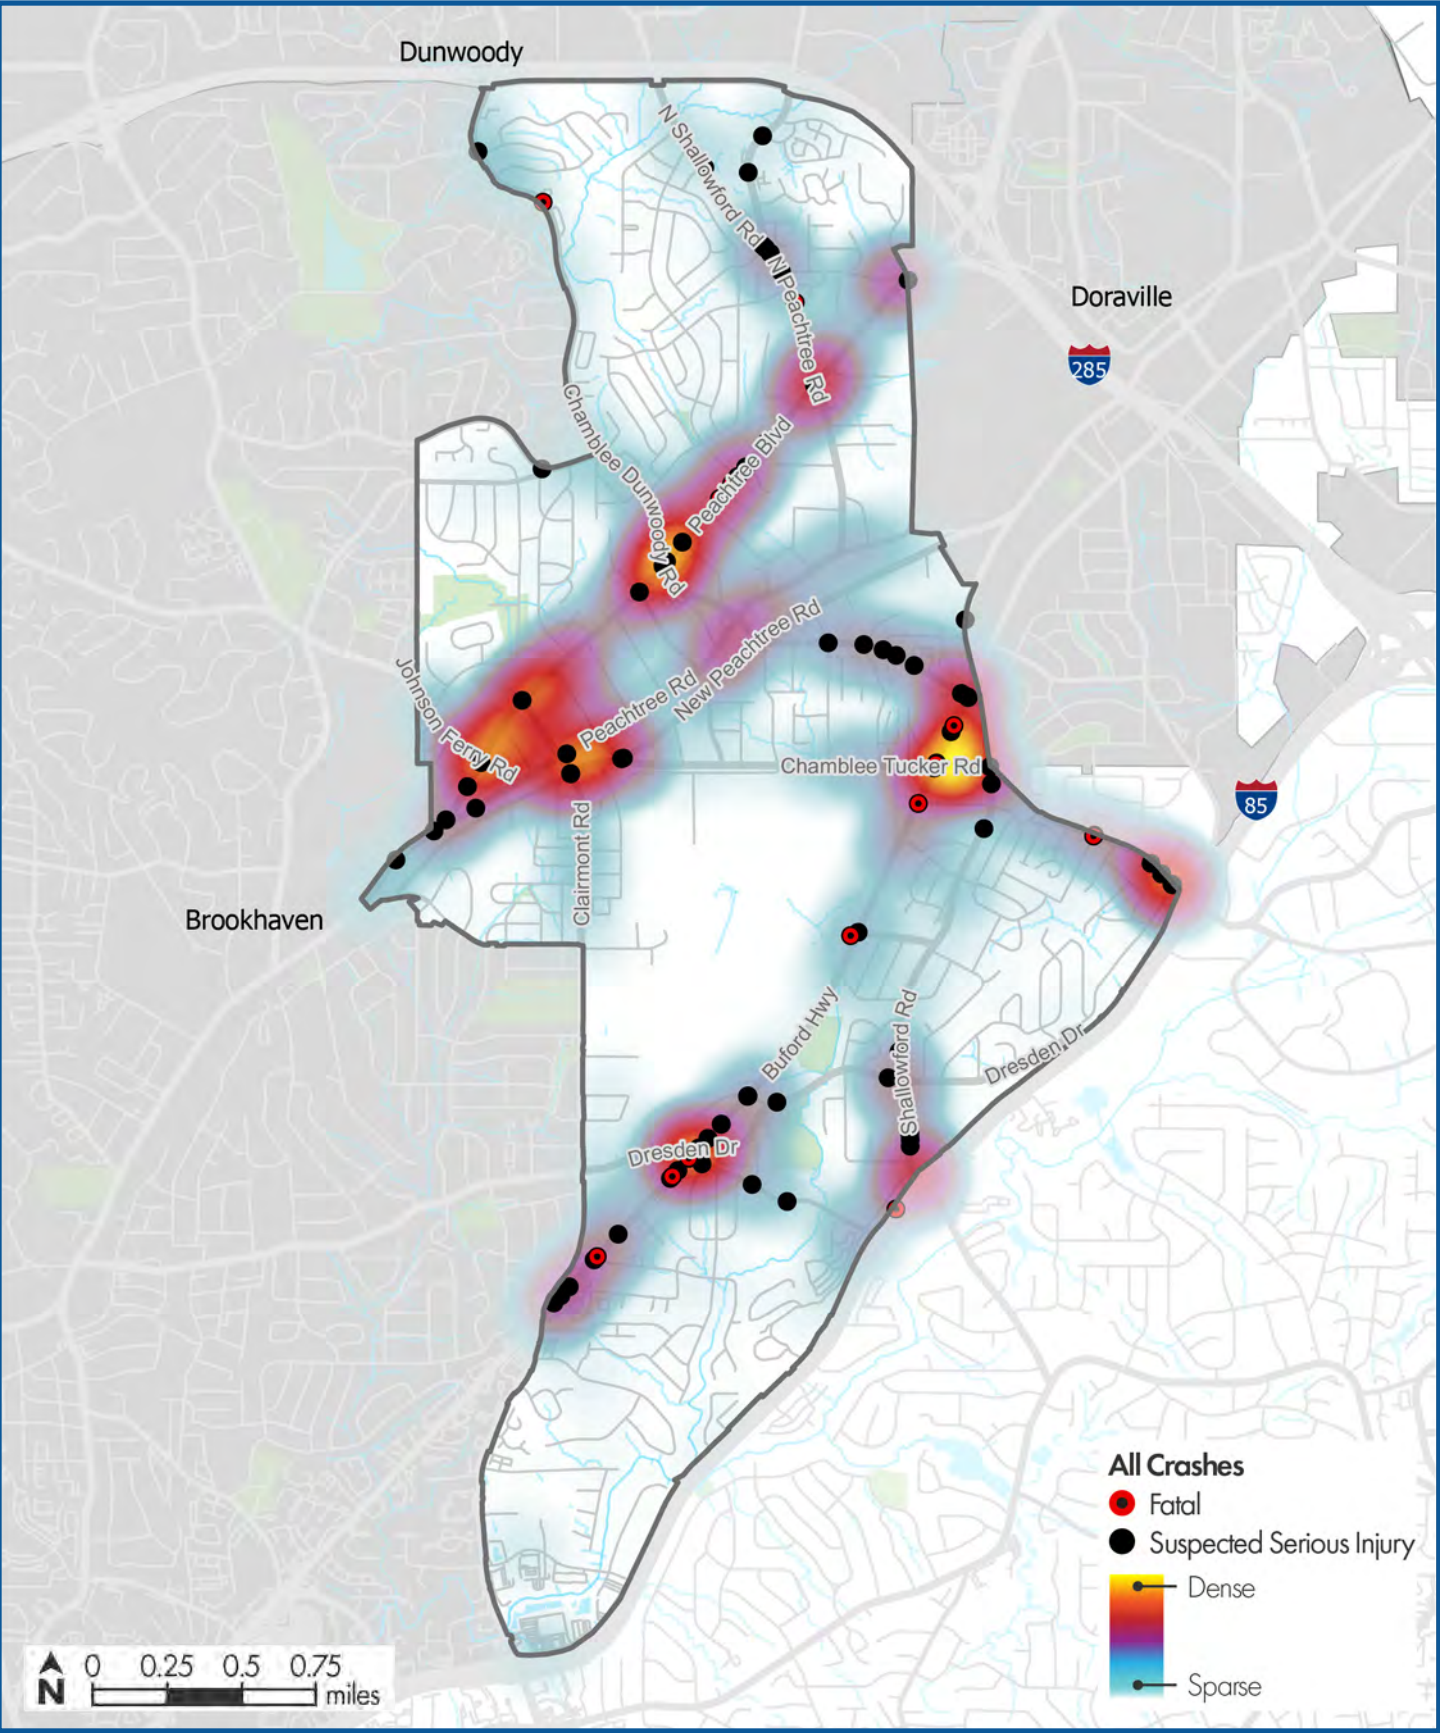 Dunwoody
N Shallowford Rd
N Peachtree Rd
Doraville
285
Chamblee Dunwoody Rd
Peachtree Blvd
New Peachtree Rd
Peachtree Rd
Johnson Ferry Rd
Chamblee Tucker Rd
85
Clairmont Rd
Brookhaven
Buford Hwy
Shallowford Rd
Dresden Dr
Dresden Dr
All Crashes
Fatal
Suspected Serious Injury
Dense
Sparse
N
0 0.25 0.5 0.75
miles